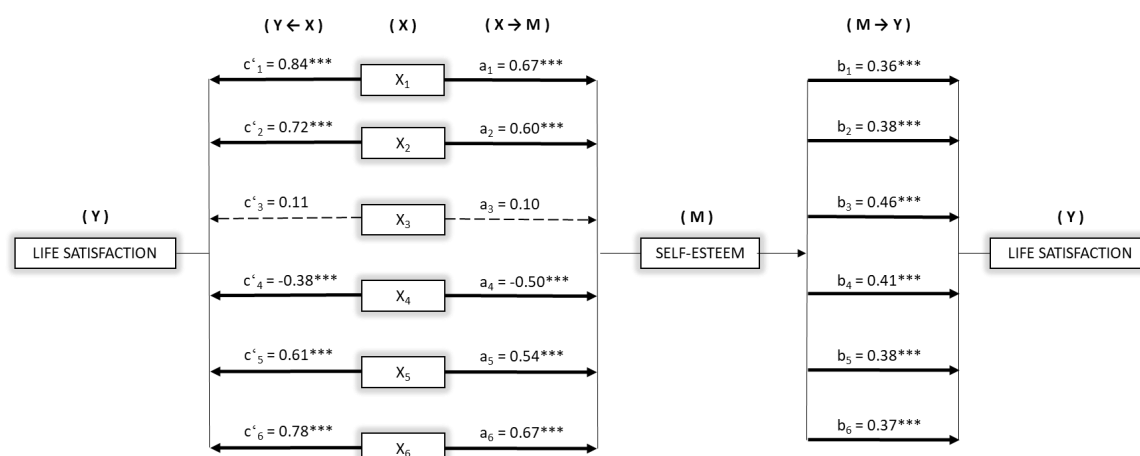 ( Y ← X ) ( X ) ( X → M ) ( M → Y )
c‘₁ = 0.84*** X₁ a₁ = 0.67*** b₁ = 0.36***
c‘₂ = 0.72*** X₂ a₂ = 0.60*** b₂ = 0.38***
c‘₃ = 0.11 X₃ a₃ = 0.10 b₃ = 0.46***
( Y ) ( M ) ( Y )
LIFE SATISFACTION SELF-ESTEEM LIFE SATISFACTION
c‘₄ = -0.38*** X₄ a₄ = -0.50*** b₄ = 0.41***
c‘₅ = 0.61*** X₅ a₅ = 0.54*** b₅ = 0.38***
c‘₆ = 0.78*** X₆ a₆ = 0.67*** b₆ = 0.37***